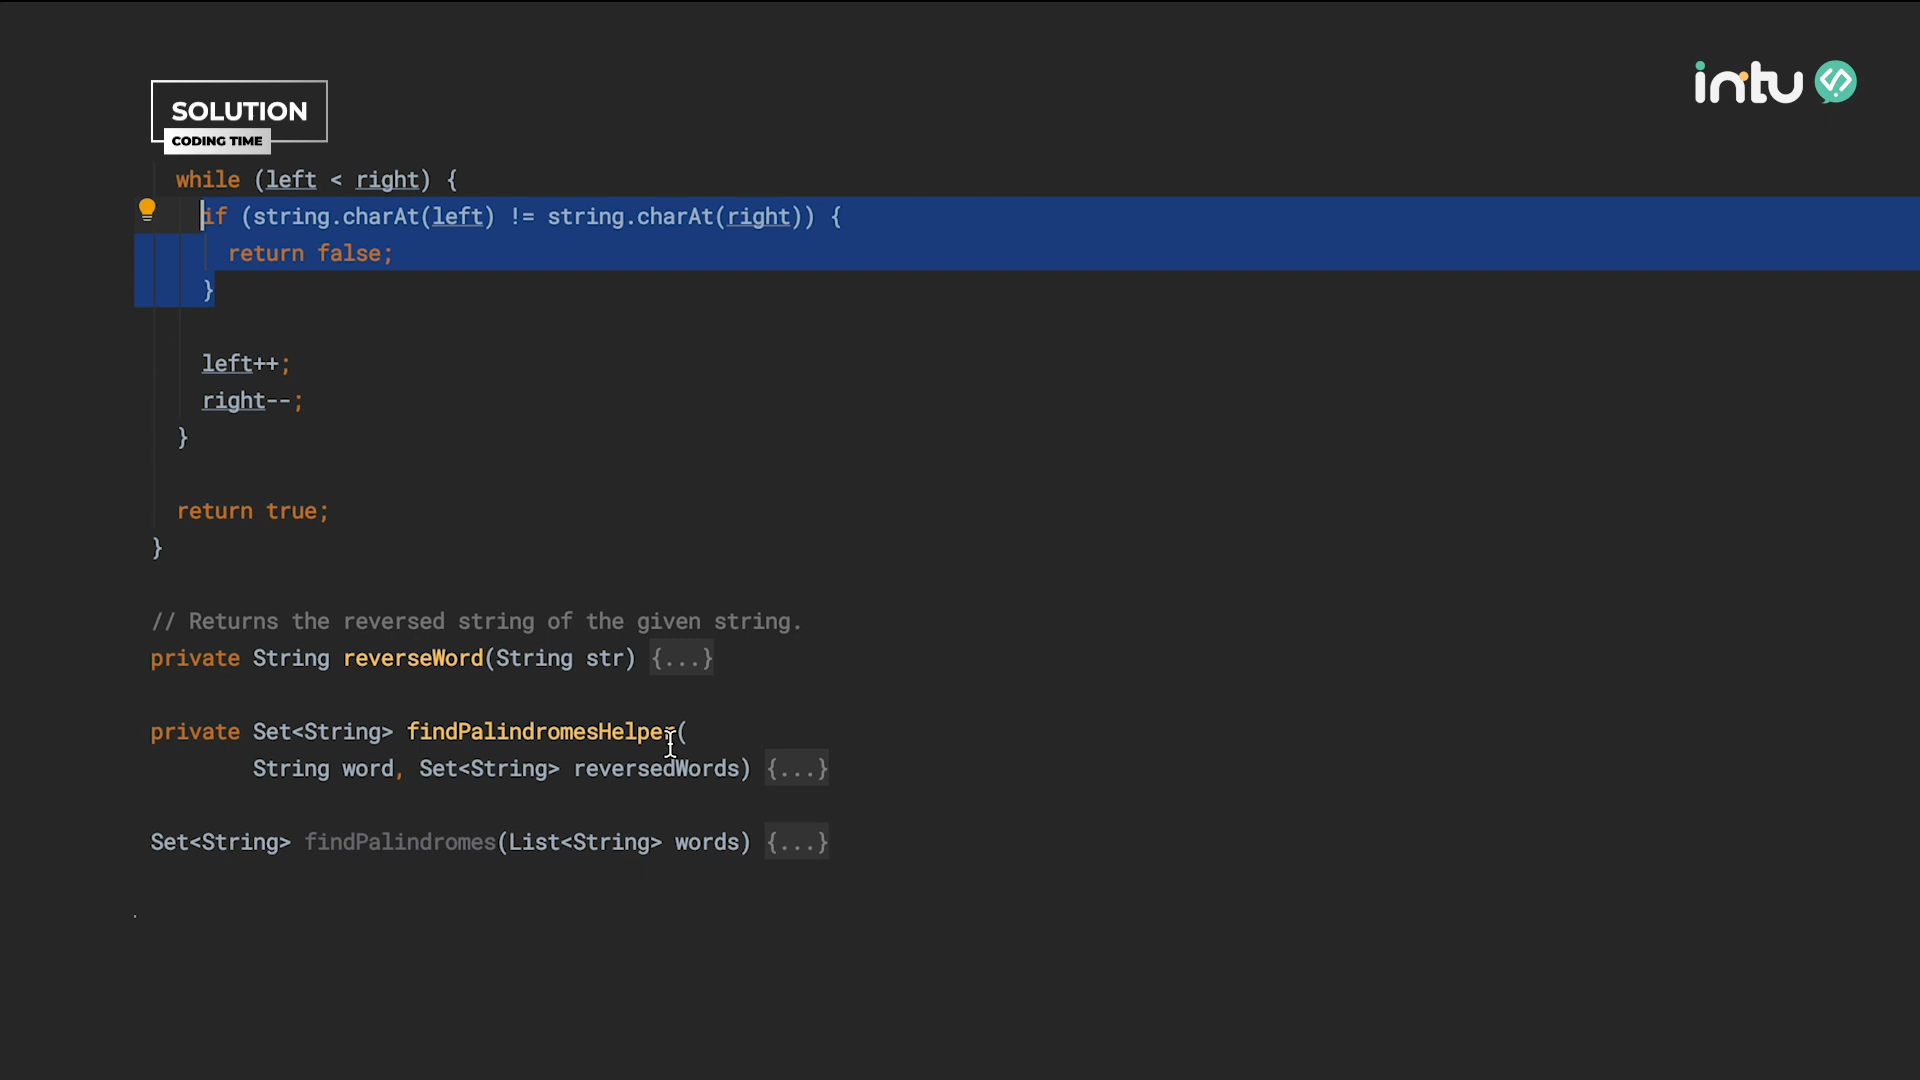 intu
SOLUTION
CODING TIME
while (left < right) {
if (string.charAt(left) != string.charAt(right)) {
return false;
}
left++;
right--;
}
return true;
}
// Returns the reversed string of the given string.
private String reverseWord(String str) {...}
private Set<String> findPalindromesHelper(
String word, Set<String> reversedWords) {...}
Set<String> findPalindromes(List<String> words) {...}